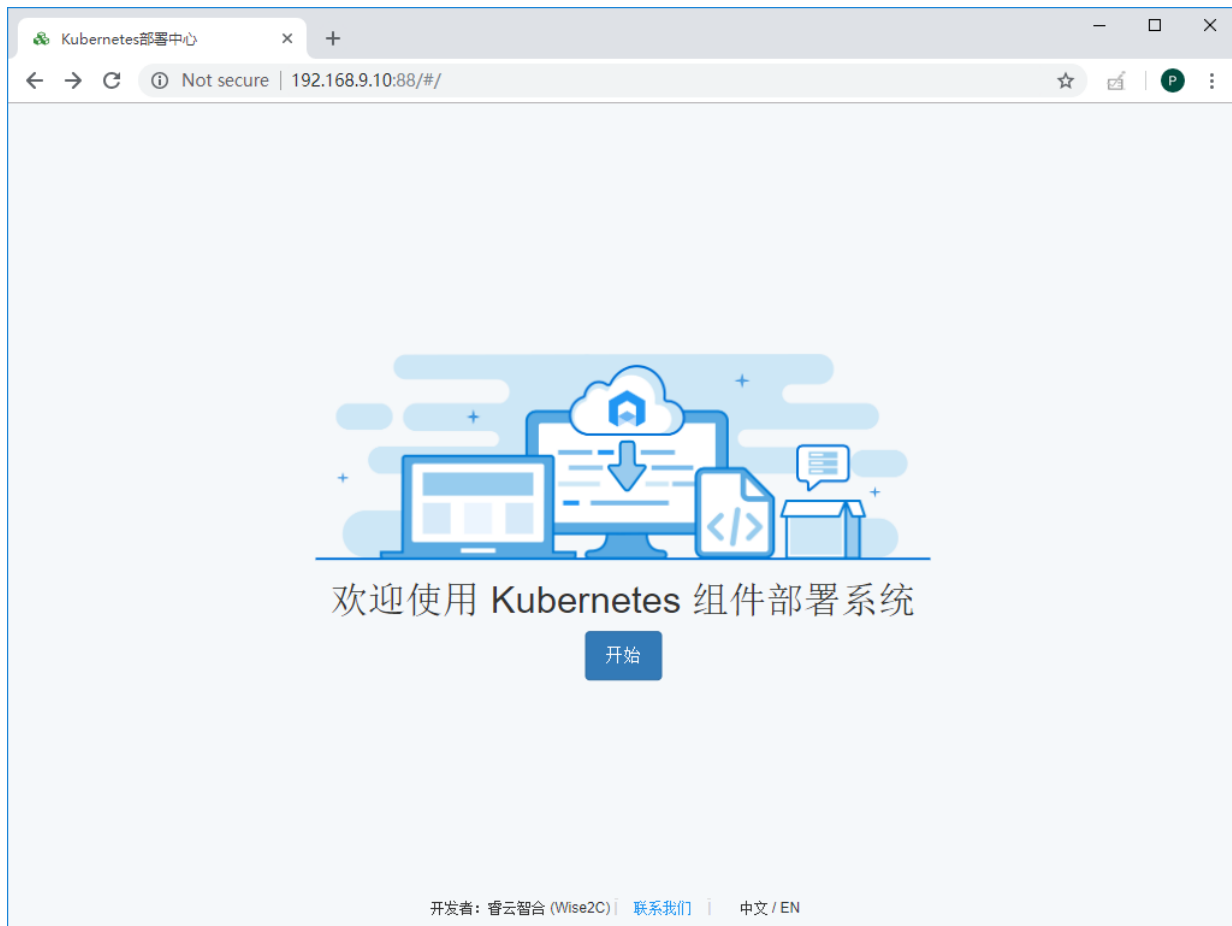 Kubernetes部署中心
Not secure | 192.168.9.10:88/#/
P
欢迎使用 Kubernetes 组件部署系统
开始
开发者：睿云智合 (Wise2C) | 联系我们 | 中文 / EN